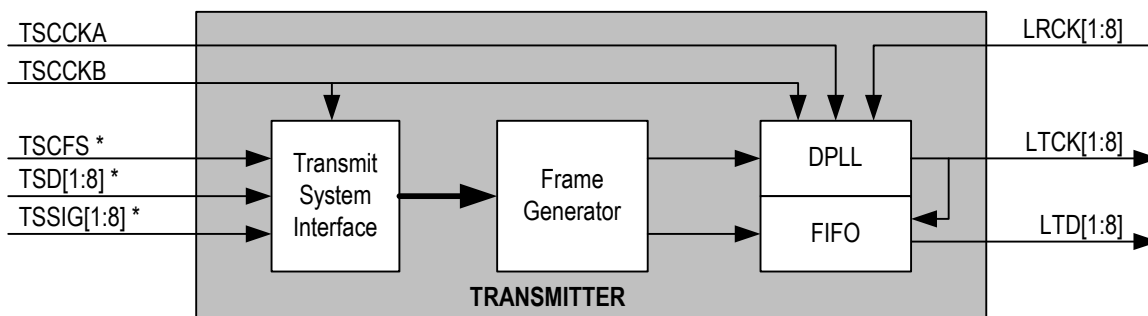 TSCCKA
LRCK[1:8]
TSCCKB
TSCFS *
TSD[1:8] *
TSSIG[1:8] *
Transmit
System
Interface
Frame
Generator
DPLL
FIFO
LTCK[1:8]
LTD[1:8]
TRANSMITTER